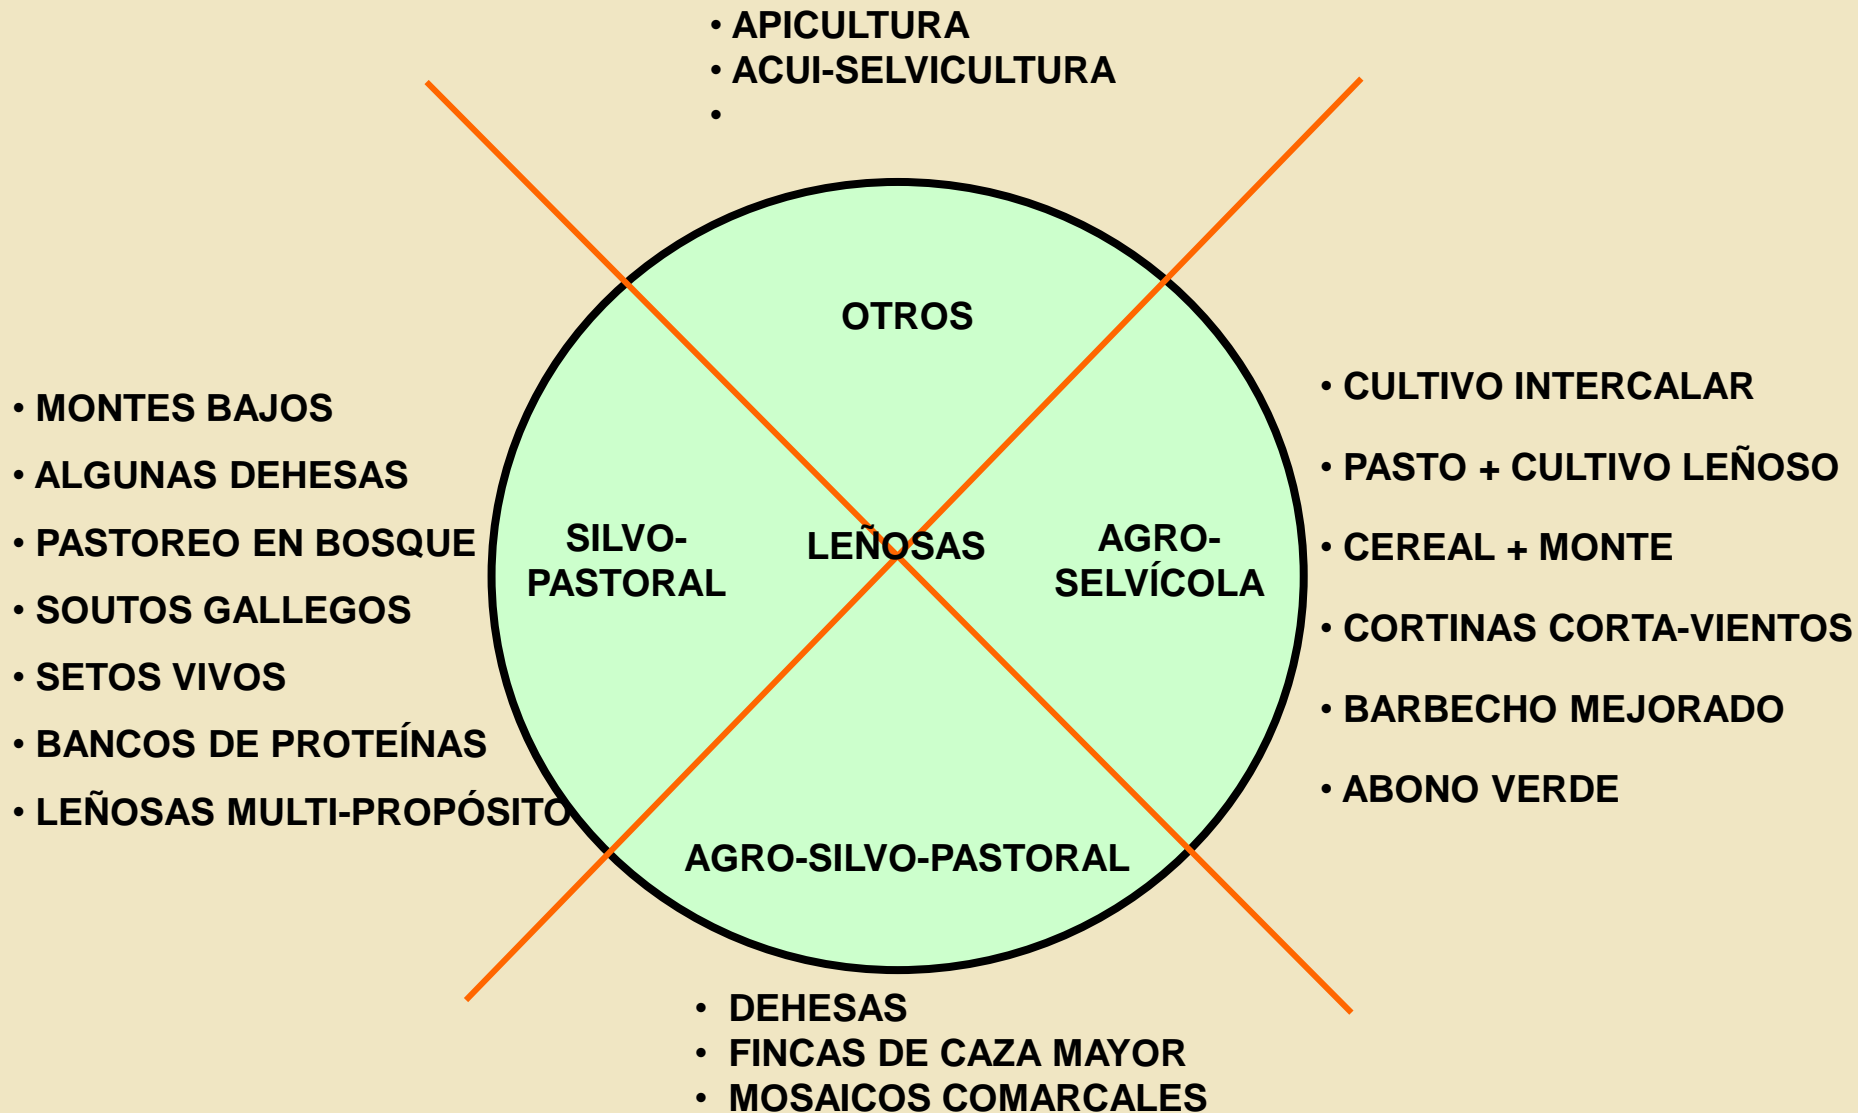 • APICULTURA
• ACUI-SELVICULTURA
•
OTROS
• MONTES BAJOS
• ALGUNAS DEHESAS
• PASTOREO EN BOSQUE
• SOUTOS GALLEGOS
• SETOS VIVOS
• BANCOS DE PROTEÍNAS
• LEÑOSAS MULTI-PROPÓSITO
SILVO-
PASTORAL
LEÑOSAS
AGRO-
SELVÍCOLA
• CULTIVO INTERCALAR
• PASTO + CULTIVO LEÑOSO
• CEREAL + MONTE
• CORTINAS CORTA-VIENTOS
• BARBECHO MEJORADO
• ABONO VERDE
AGRO-SILVO-PASTORAL
• DEHESAS
• FINCAS DE CAZA MAYOR
• MOSAICOS COMARCALES